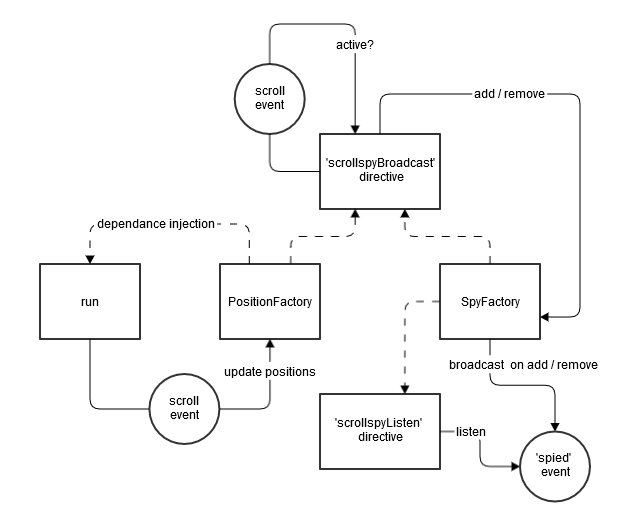 active?
scroll
event
add / remove
'scrollspyBroadcast'
directive
dependance injection
run
PositionFactory
SpyFactory
update positions
broadcast on add / remove
scroll
event
'scrollspyListen'
directive
listen
'spied'
event